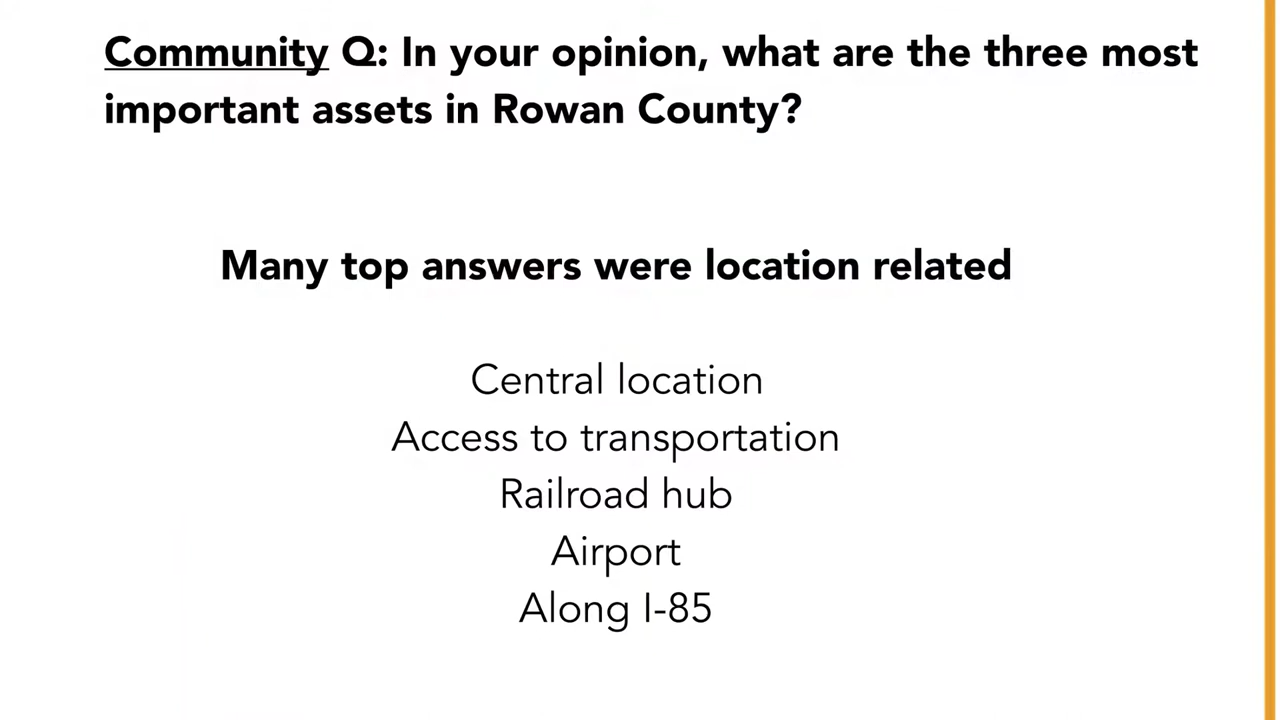 Community Q: In your opinion, what are the three most
important assets in Rowan County?
Many top answers were location related
Central location
Access to transportation
Railroad hub
Airport
Along I-85